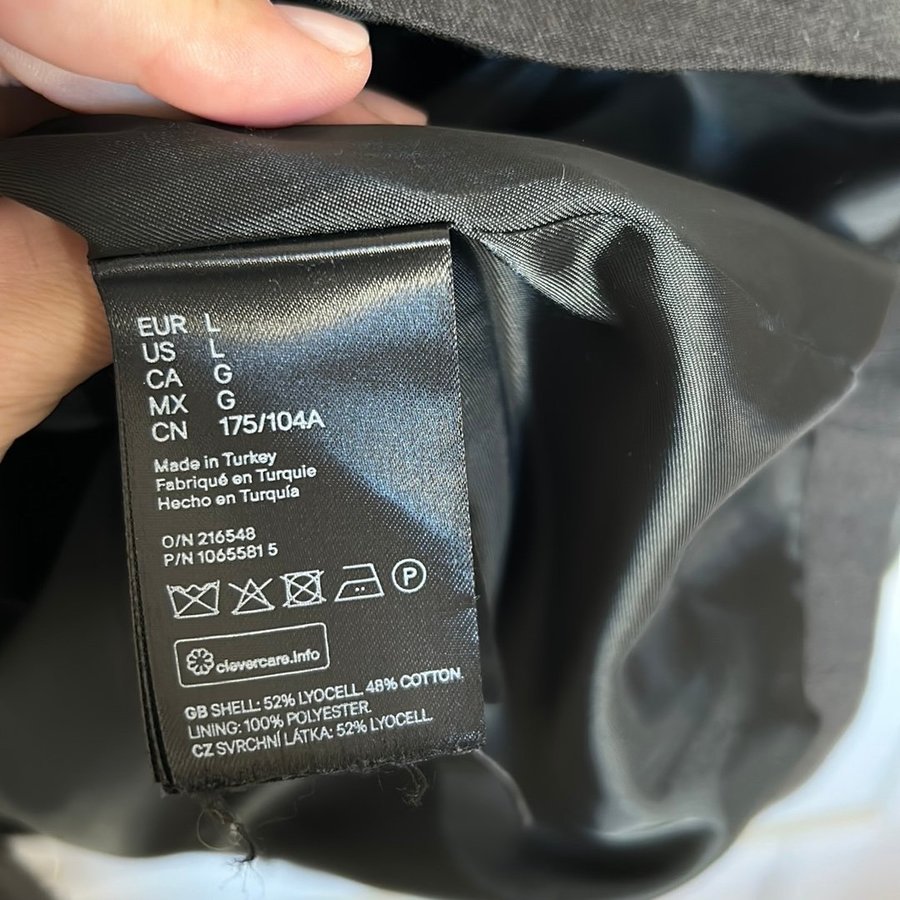 EUR L
US L
CA G
MX G
CN 175/104A
Made in Turkey
Fabriqué en Turquie
Hecho en Turquía
O/N 216548
P/N 1065581 5
P
clevercare.info
GB SHELL: 52% LYOCELL. 48% COTTON.
LINING: 100% POLYESTER.
CZ SVRCHNÍ LÁTKA: 52% LYOCELL.